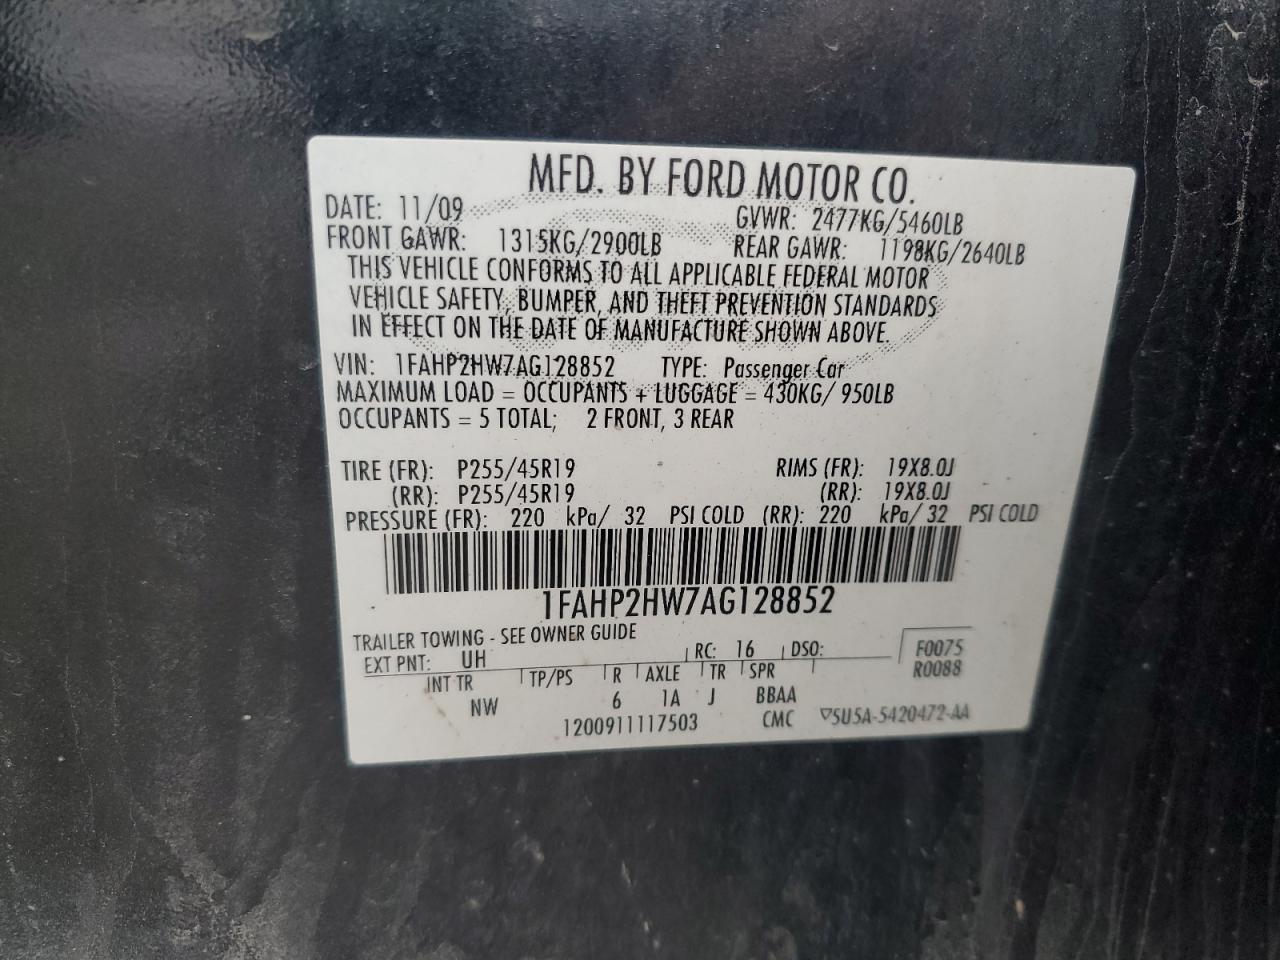 MFD. BY FORD MOTOR CO.
DATE: 11/09 GVWR: 2477KG/5460LB
FRONT GAWR: 1315KG/2900LB REAR GAWR: 1198KG/2640LB
THIS VEHICLE CONFORMS TO ALL APPLICABLE FEDERAL MOTOR
VEHICLE SAFETY, BUMPER, AND THEFT PREVENTION STANDARDS
IN EFFECT ON THE DATE OF MANUFACTURE SHOWN ABOVE.
VIN: 1FAHP2HW7AG128852 TYPE: Passenger Car
MAXIMUM LOAD = OCCUPANTS + LUGGAGE = 430KG/ 950LB
OCCUPANTS = 5 TOTAL; 2 FRONT, 3 REAR
TIRE (FR): P255/45R19 RIMS (FR): 19X8.0J
(RR): P255/45R19 (RR): 19X8.0J
PRESSURE (FR): 220 kPa/ 32 PSI COLD (RR): 220 kPa/ 32 PSI COLD
1FAHP2HW7AG128852
TRAILER TOWING - SEE OWNER GUIDE
EXT PNT: UH RC: 16 DSO: F0075
R0088
INT TR TP/PS R AXLE TR SPR
NW 6 1A J BBAA
1200911117503 CMC ▽5U5A-5420472-AA